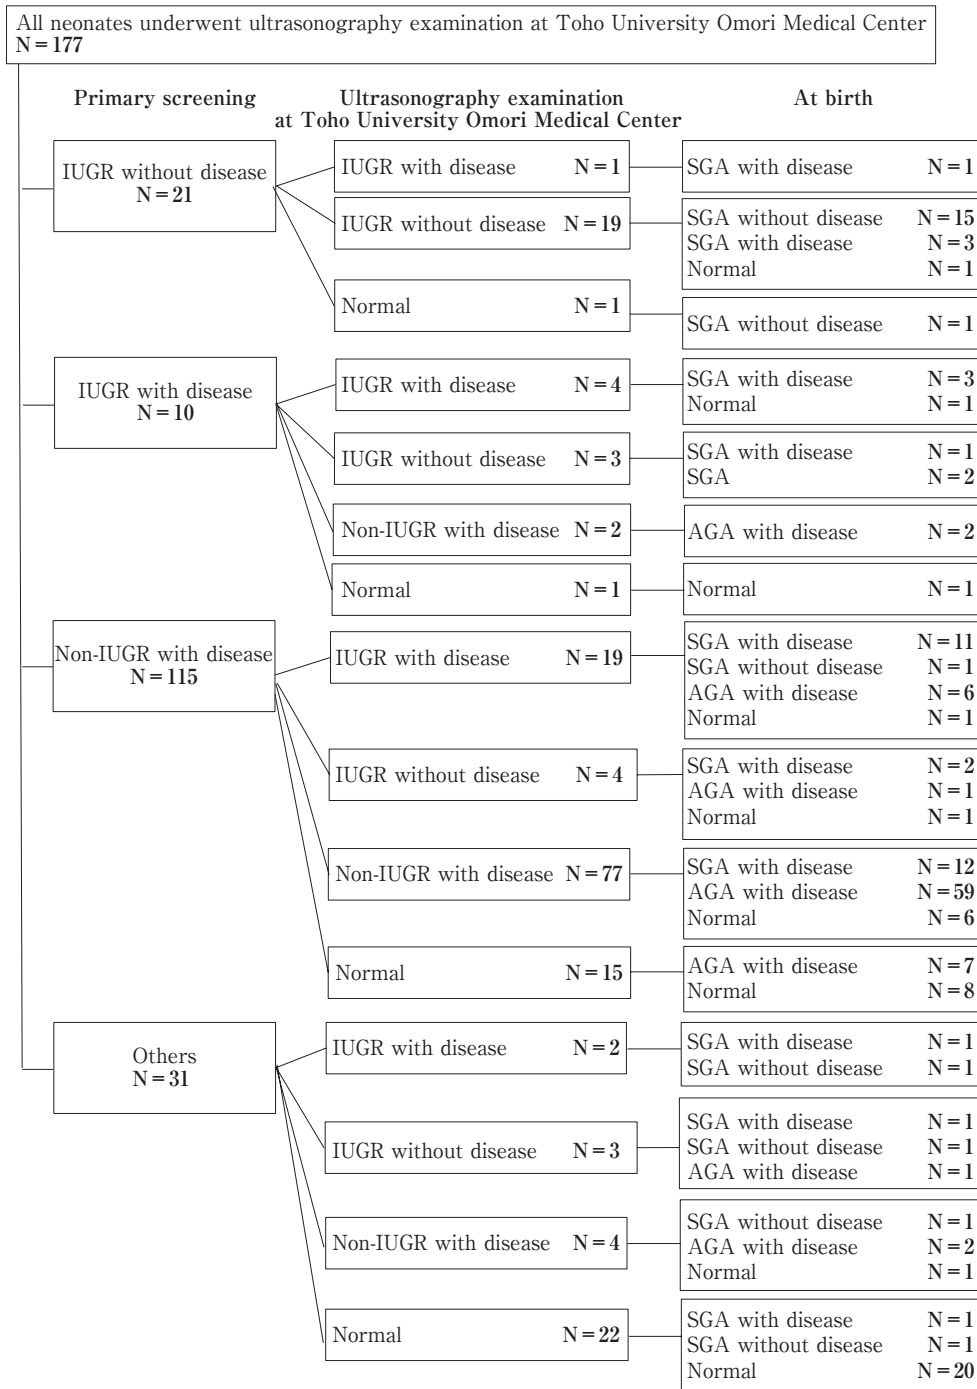 All neonates underwent ultrasonography examination at Toho University Omori Medical Center
N = 177
Primary screening
Ultrasonography examination
at Toho University Omori Medical Center
At birth
IUGR without disease
N = 21
IUGR with disease N = 1
SGA with disease N = 1
IUGR without disease N = 19
SGA without disease N = 15
SGA with disease N = 3
Normal N = 1
Normal N = 1
SGA without disease N = 1
IUGR with disease
N = 10
IUGR with disease N = 4
SGA with disease N = 3
Normal N = 1
IUGR without disease N = 3
SGA with disease N = 1
SGA N = 2
Non-IUGR with disease N = 2
AGA with disease N = 2
Normal N = 1
Normal N = 1
Non-IUGR with disease
N = 115
IUGR with disease N = 19
SGA with disease N = 11
SGA without disease N = 1
AGA with disease N = 6
Normal N = 1
IUGR without disease N = 4
SGA with disease N = 2
AGA with disease N = 1
Normal N = 1
Non-IUGR with disease N = 77
SGA with disease N = 12
AGA with disease N = 59
Normal N = 6
Normal N = 15
AGA with disease N = 7
Normal N = 8
Others
N = 31
IUGR with disease N = 2
SGA with disease N = 1
SGA without disease N = 1
IUGR without disease N = 3
SGA with disease N = 1
SGA without disease N = 1
AGA with disease N = 1
Non-IUGR with disease N = 4
SGA without disease N = 1
AGA with disease N = 2
Normal N = 1
Normal N = 22
SGA with disease N = 1
SGA without disease N = 1
Normal N = 20